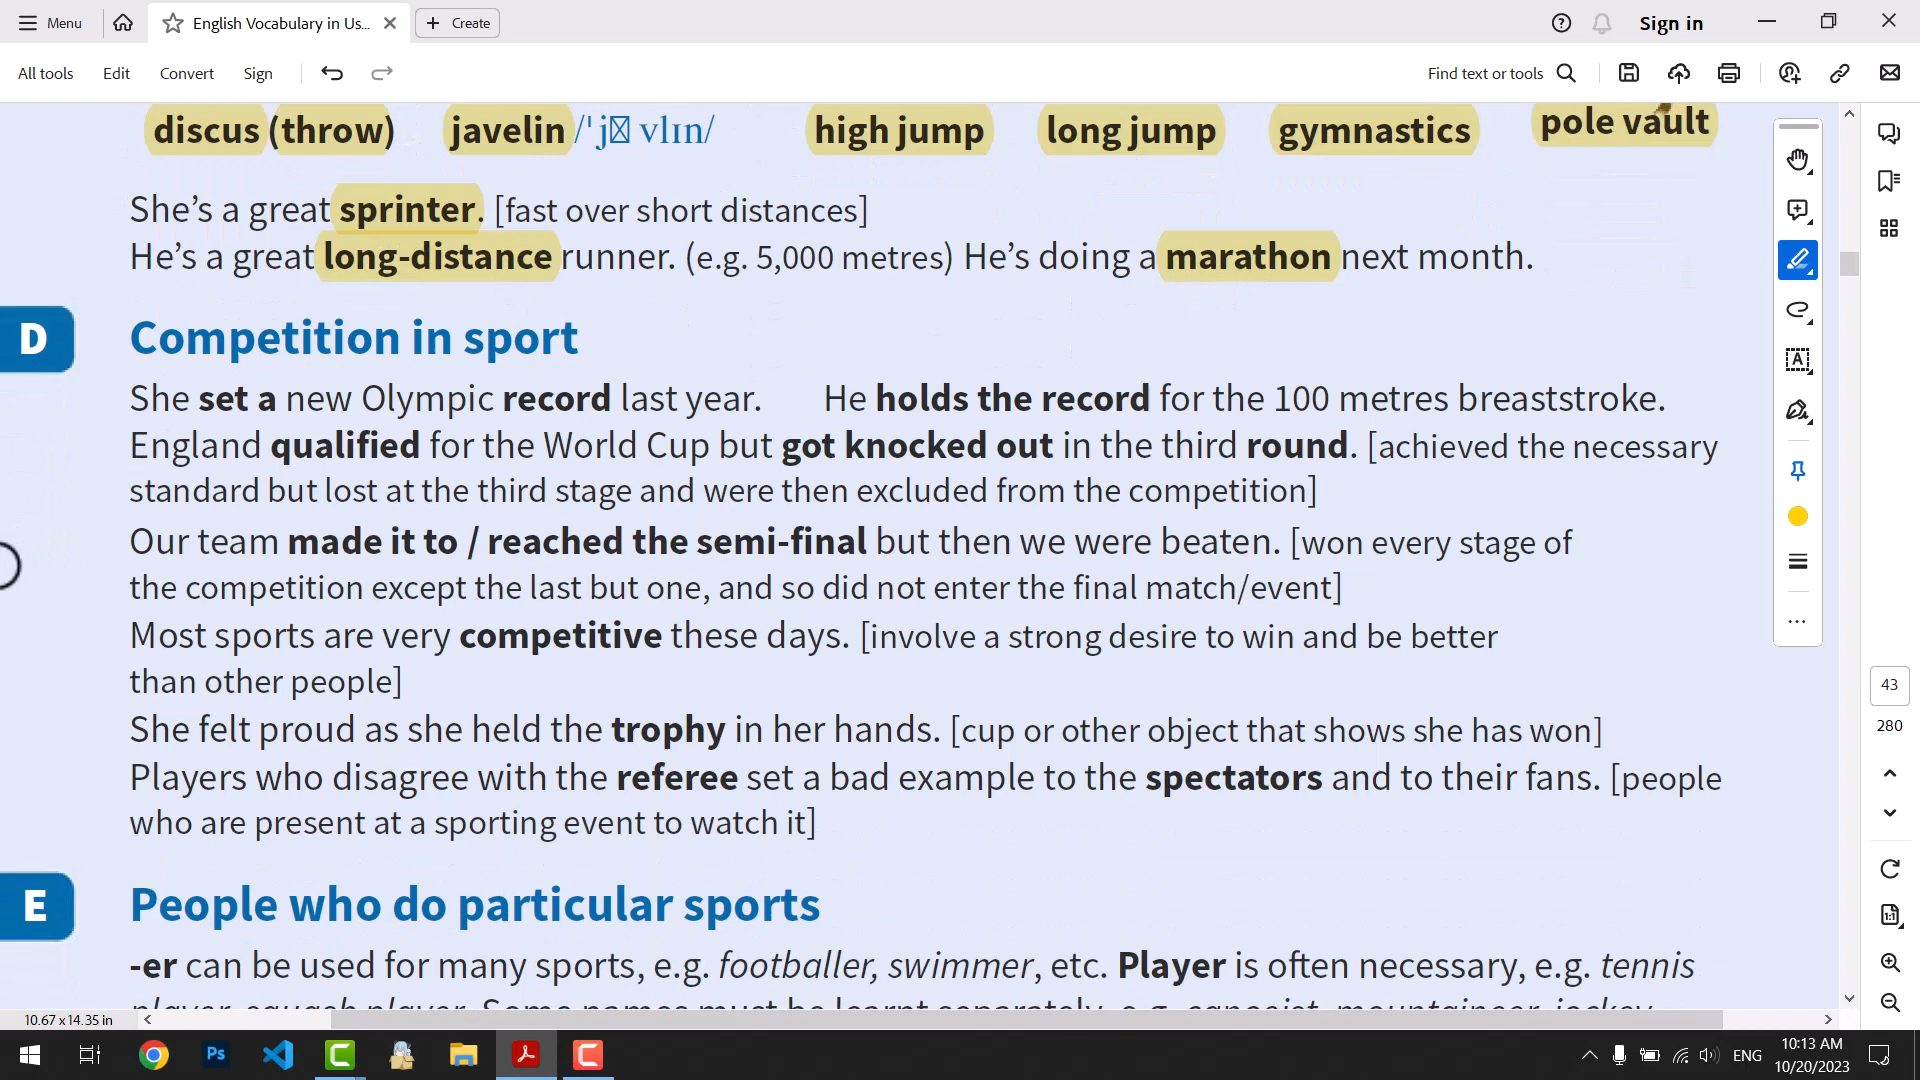 Menu English Vocabulary in Us... Create Sign in
All tools Edit Convert Sign Find text or tools
discus (throw) javelin high jump long jump gymnastics pole vault
She's a great sprinter. [fast over short distances]
He's a great long-distance runner. (e.g. 5,000 metres) He's doing a marathon next month.
D Competition in sport
She set a new Olympic record last year. He holds the record for the 100 metres breaststroke.
England qualified for the World Cup but got knocked out in the third round. [achieved the necessary
standard but lost at the third stage and were then excluded from the competition]
Our team made it to / reached the semi-final but then we were beaten. [won every stage of
the competition except the last but one, and so did not enter the final match/event]
Most sports are very competitive these days. [involve a strong desire to win and be better
than other people]
She felt proud as she held the trophy in her hands. [cup or other object that shows she has won]
Players who disagree with the referee set a bad example to the spectators and to their fans. [people
who are present at a sporting event to watch it]
E People who do particular sports
-er can be used for many sports, e.g. footballer, swimmer, etc. Player is often necessary, e.g. tennis
player, squash player. Some names must be learnt separately, e.g. canoeist, mountaineer, jockey
43
280
10.67 x 14.35 in
ENG
10:13 AM
10/20/2023